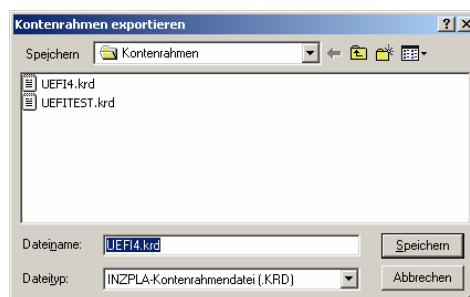 Kontenrahmen exportieren
Speichern Kontenrahmen
UEFI4.krd
UEFITEST.krd
Dateiname: UEFI4.krd Speichern
Dateityp: INZPLA-Kontenrahmendatei (.KRD) Abbrechen